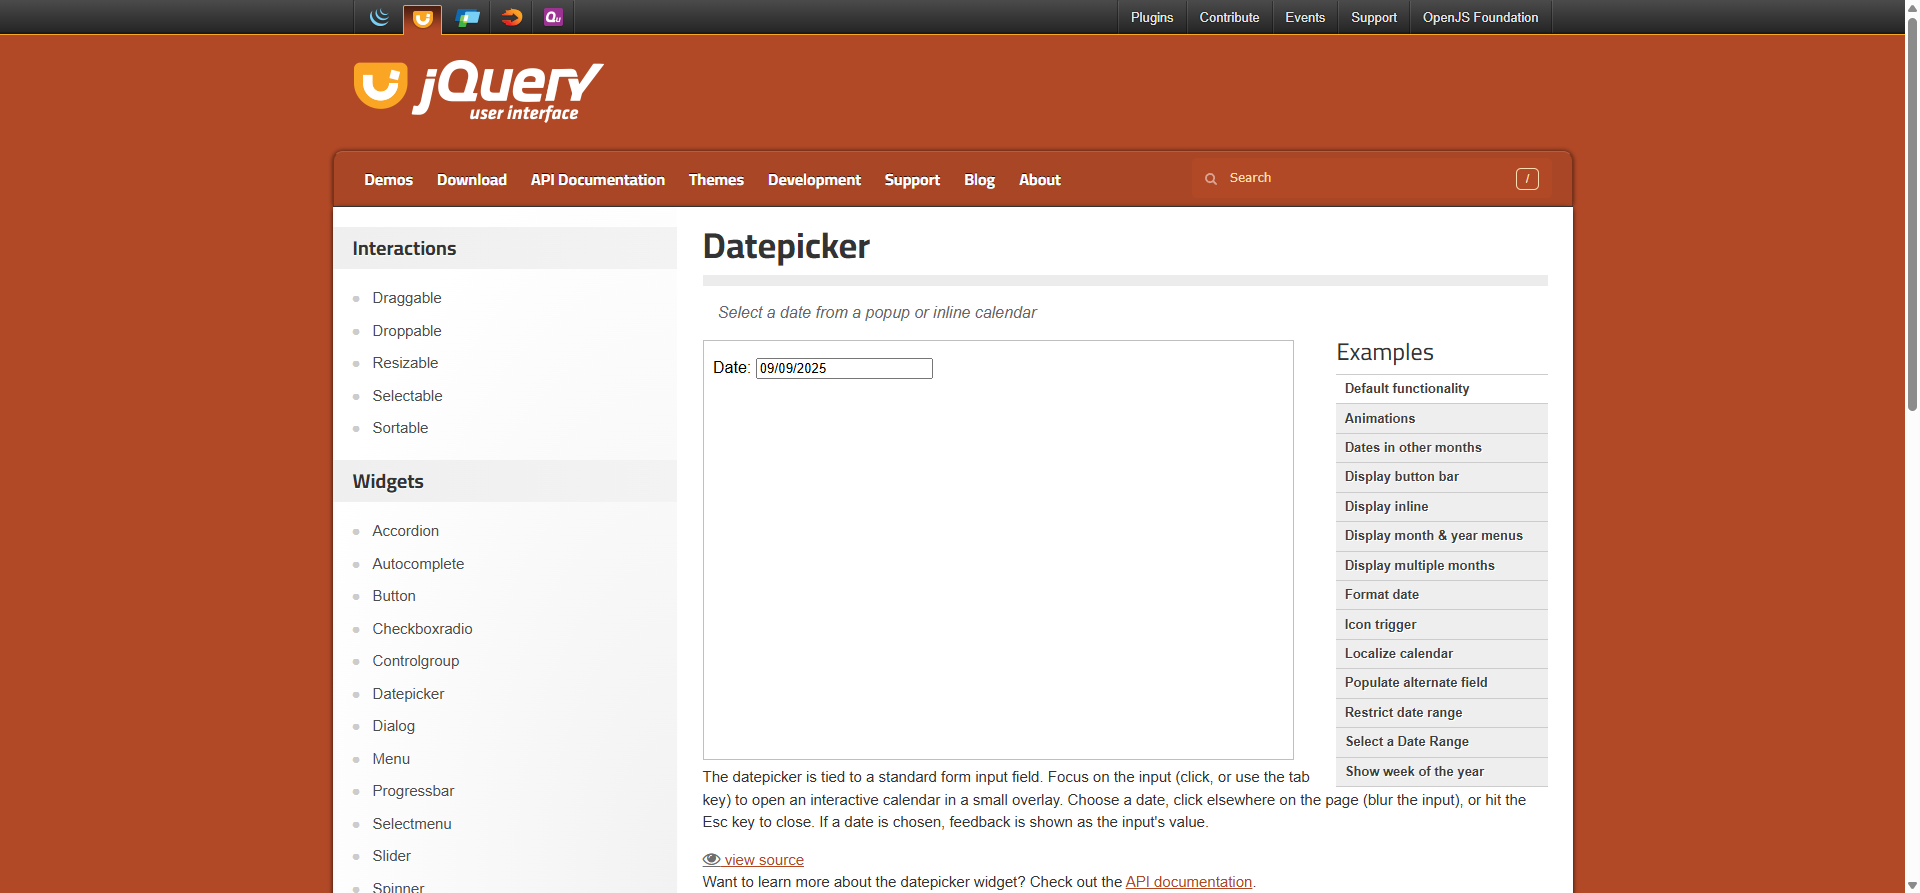 Plugins
Contribute
Events
Support
OpenJS Foundation
jQuery
user interface
Demos
Download
API Documentation
Themes
Development
Support
Blog
About
Search
/
Interactions
Draggable
Droppable
Resizable
Selectable
Sortable
Widgets
Accordion
Autocomplete
Button
Checkboxradio
Controlgroup
Datepicker
Dialog
Menu
Progressbar
Selectmenu
Slider
Spinner
Datepicker
Select a date from a popup or inline calendar
Date: 09/09/2025
Examples
Default functionality
Animations
Dates in other months
Display button bar
Display inline
Display month & year menus
Display multiple months
Format date
Icon trigger
Localize calendar
Populate alternate field
Restrict date range
Select a Date Range
Show week of the year
The datepicker is tied to a standard form input field. Focus on the input (click, or use the tab
key) to open an interactive calendar in a small overlay. Choose a date, click elsewhere on the page (blur the input), or hit the
Esc key to close. If a date is chosen, feedback is shown as the input's value.
view source
Want to learn more about the datepicker widget? Check out the API documentation.